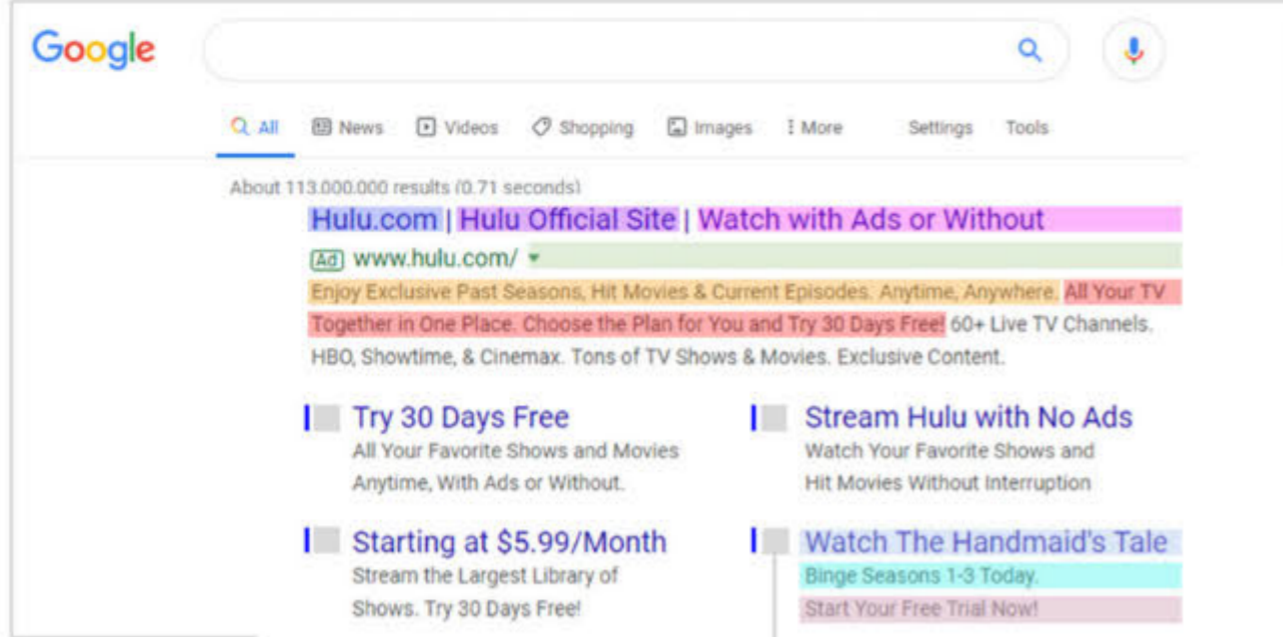 Google
All News Videos Shopping Images More Settings Tools
About 113.000.000 results (0.71 seconds)
Hulu.com | Hulu Official Site | Watch with Ads or Without
Ad www.hulu.com/
Enjoy Exclusive Past Seasons, Hit Movies & Current Episodes. Anytime, Anywhere. All Your TV
Together in One Place. Choose the Plan for You and Try 30 Days Free! 60+ Live TV Channels.
HBO, Showtime, & Cinemax. Tons of TV Shows & Movies. Exclusive Content.
Try 30 Days Free
All Your Favorite Shows and Movies
Anytime, With Ads or Without.
Stream Hulu with No Ads
Watch Your Favorite Shows and
Hit Movies Without Interruption
Starting at $5.99/Month
Stream the Largest Library of
Shows. Try 30 Days Free!
Watch The Handmaid's Tale
Binge Seasons 1-3 Today.
Start Your Free Trial Now!